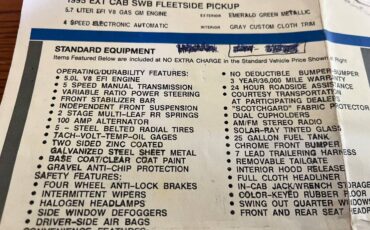 1995 EXT CAB SWB FLEETSIDE PICKUP
5.7 LITER EFI V8 GAS GM ENGINE
EXTERIOR EMERALD GREEN METALLIC
4 SPEED ELECTRONIC AUTOMATIC
INTERIOR GRAY CUSTOM CLOTH TRIM
STANDARD EQUIPMENT
Items Featured Below are included at NO EXTRA CHARGE in the Standard Vehicle Price Shown at Right
OPERATING/DURABILITY FEATURES:
• 5.0L V8 EFI ENGINE
• 5 SPEED MANUAL TRANSMISSION
• VARIABLE RATIO POWER STEERING
• FRONT STABILIZER BAR
• INDEPENDENT FRONT SUSPENSION
• 2 STAGE MULTI-LEAF RR SPRINGS
• 100 AMP ALTERNATOR
• 5 - STEEL BELTED RADIAL TIRES
• TACH-VOLT-TEMP-OIL GAGES
• TWO SIDED ZINC COATED
GALVANIZED STEEL SHEET METAL
• BASE COAT/CLEAR COAT PAINT
• GRAVEL ANTI-CHIP PROTECTION
SAFETY FEATURES:
• FOUR WHEEL ANTI-LOCK BRAKES
• INTERMITTENT WIPERS
• HALOGEN HEADLAMPS
• SIDE WINDOW DEFOGGERS
• DRIVER-SIDE AIR BAGS
CONVENIENCE FEATURES:
• NO DEDUCTIBLE BUMPER-BUMPER
3 YEAR/36,000 MILE WARRANTY
• 24 HOUR ROADSIDE ASSISTANCE
• COURTESY TRANSPORTATION
AT PARTICIPATING DEALERS
• "SCOTCHGARD" FABRIC PROTECTOR
• DUAL CUPHOLDERS
• AM/FM STEREO RADIO
• SOLAR-RAY TINTED GLASS
• 25 GALLON FUEL TANK
• CHROME FRONT BUMPER
• 7 LEAD TRAILERING HARNESS
• REMOVABLE TAILGATE
• INTERIOR HOOD RELEASE
• FULL CLOTH HEADLINER
• IN-CAB JACK/WRENCH STORAGE
• COLOR-KEYED RUBBER FLOOR
• SWING OUT QUARTER WINDOWS
• FRONT AND REAR SEAT